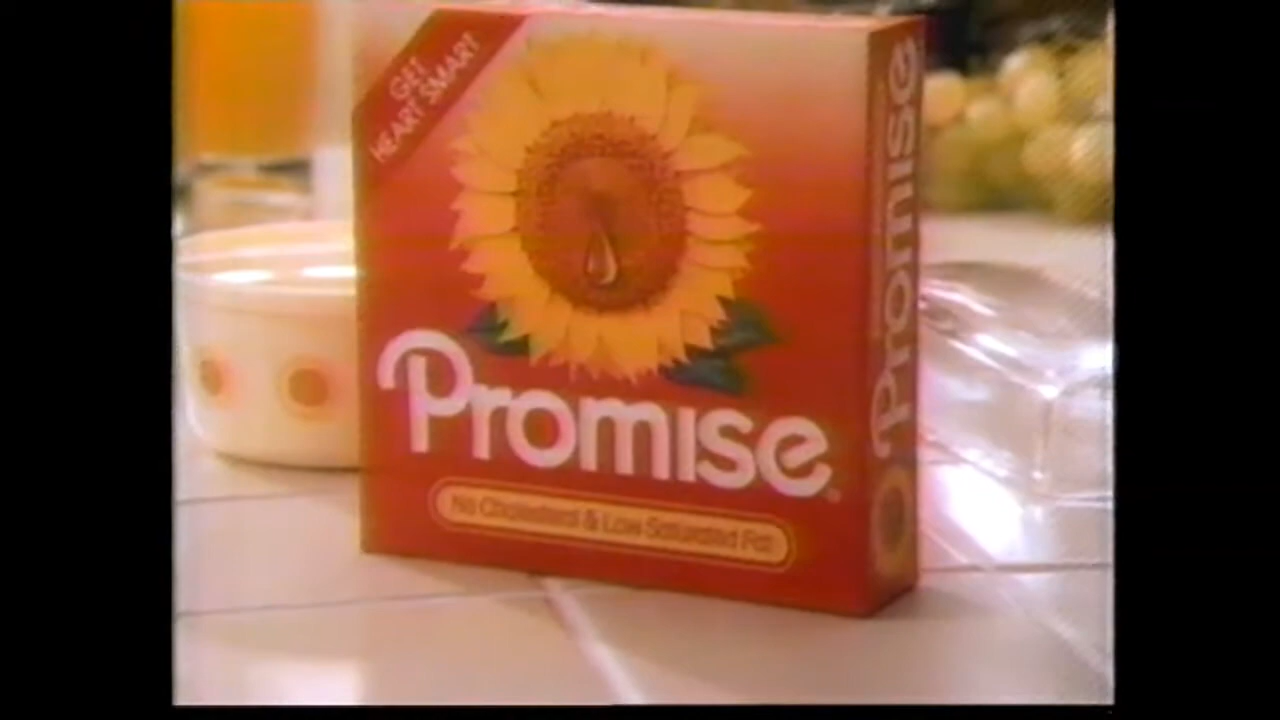 GET
HEART SMART
Promise
No Cholesterol & Low Saturated Fat
Promise